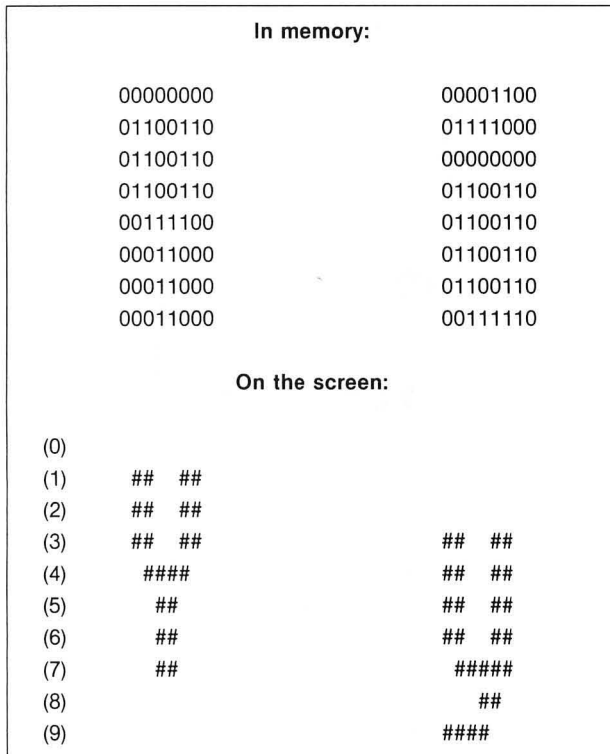 In memory:
00000000 00001100
01100110 01111000
01100110 00000000
01100110 01100110
00111100 01100110
00011000 01100110
00011000 01100110
00011000 00111110
On the screen:
(0)
(1) ## ##
(2) ## ##
(3) ## ## ## ##
(4) #### ## ##
(5) ## ## ##
(6) ## ## ##
(7) ## #####
(8) ##
(9) ####